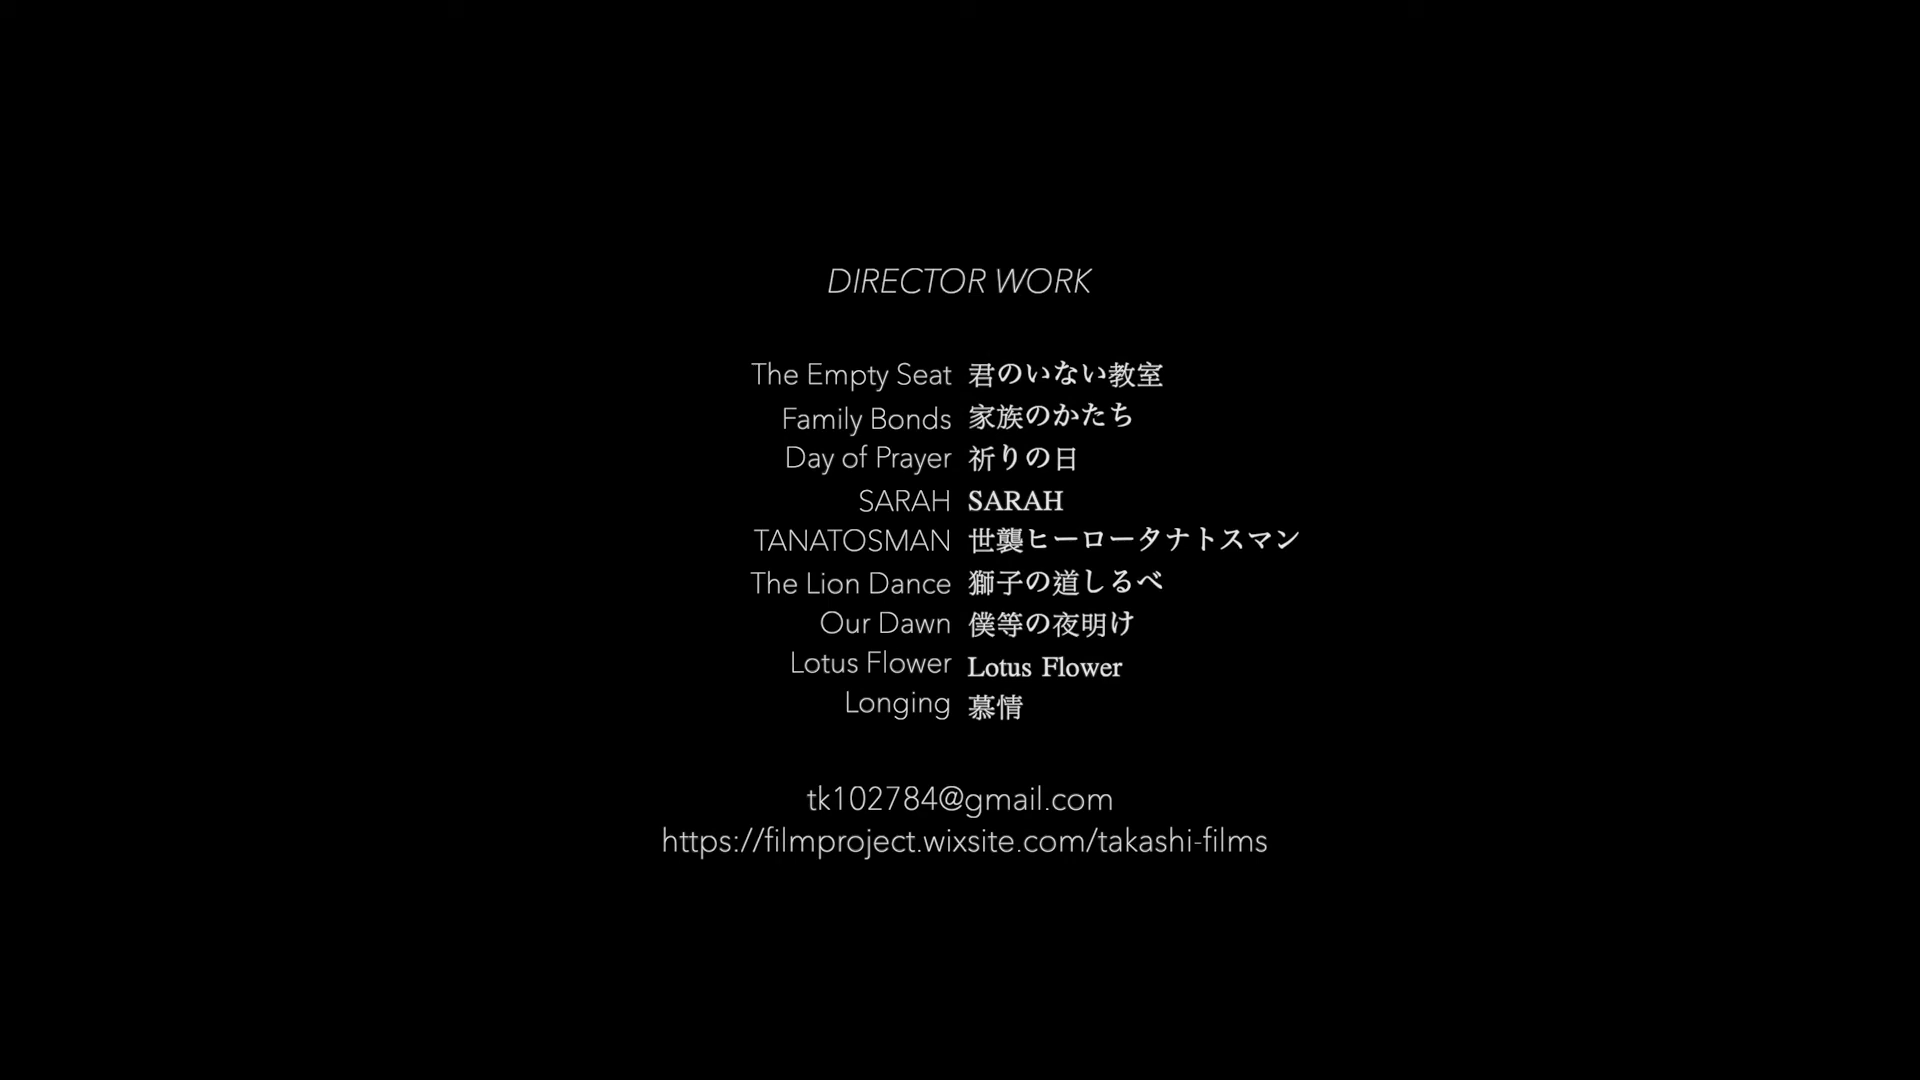 DIRECTOR WORK
The Empty Seat 君のいない教室
Family Bonds 家族のかたち
Day of Prayer 祈りの日
SARAH SARAH
TANATOSMAN 世襲ヒーロータナトスマン
The Lion Dance 獅子の道しるべ
Our Dawn 僕等の夜明け
Lotus Flower Lotus Flower
Longing 慕情
tk102784@gmail.com
https://filmproject.wixsite.com/takashi-films